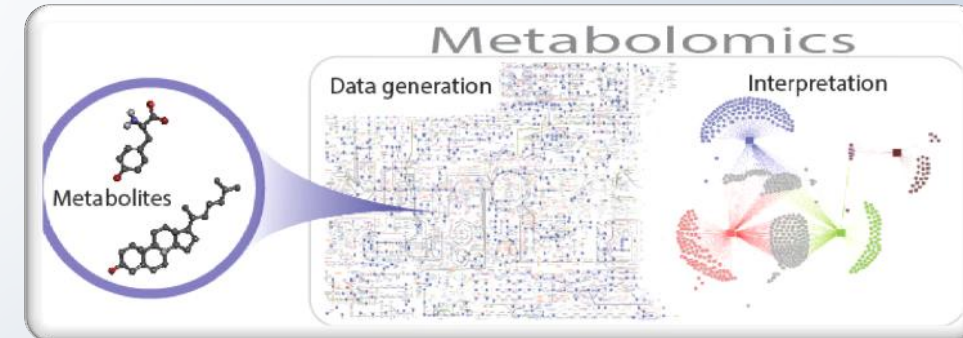 Metabolomics
Data generation
Interpretation
Metabolites